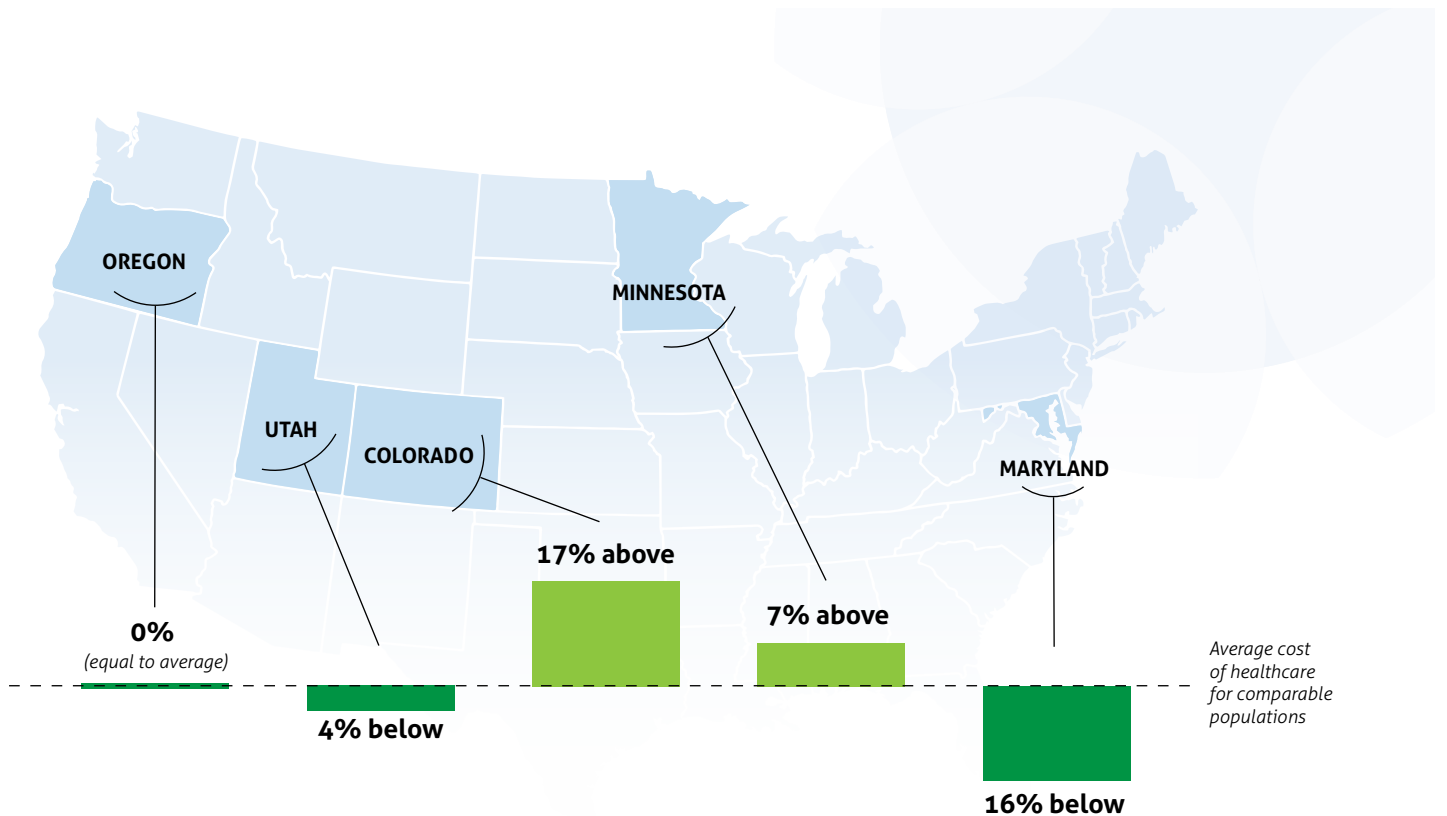 OREGON
MINNESOTA
UTAH
COLORADO
MARYLAND
17% above
7% above
0%
(equal to average)
4% below
16% below
Average cost
of healthcare
for comparable
populations